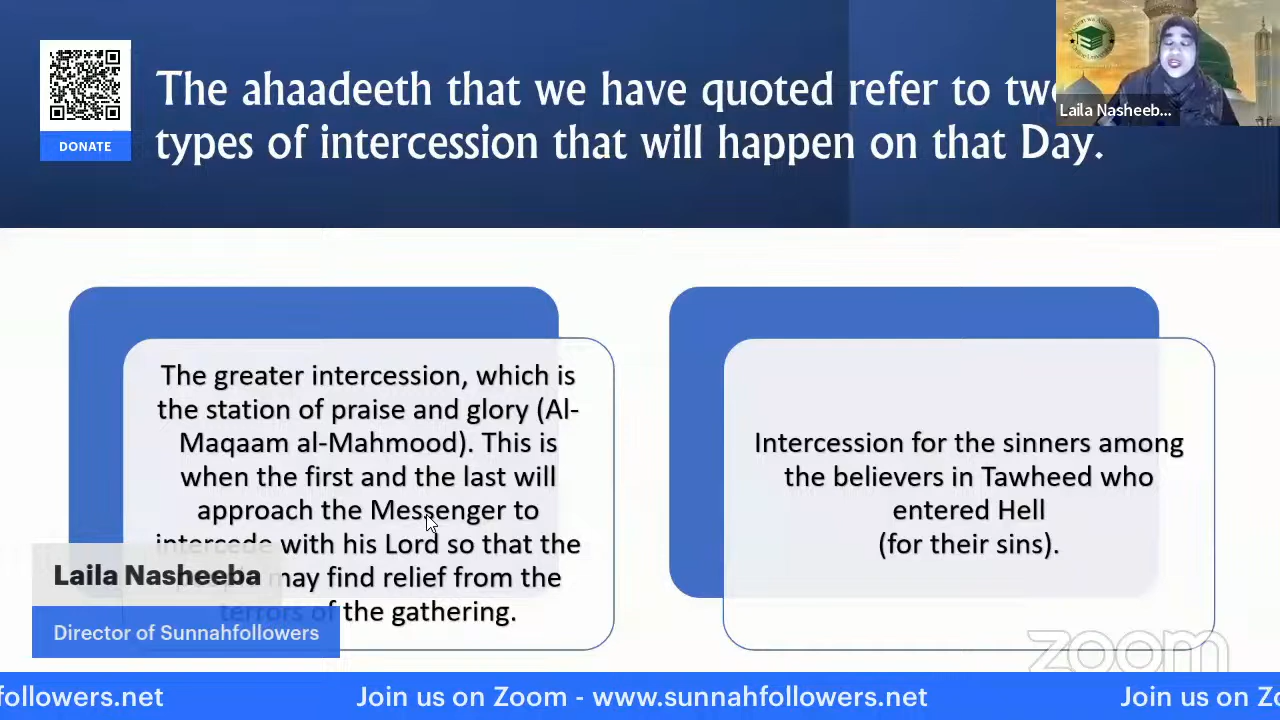 The ahaadeeth that we have quoted refer to
types of intercession that will happen on that Day.
DONATE
Laila Nasheeb...
The greater intercession, which is
the station of praise and glory (Al-
Maqaam al-Mahmood). This is
when the first and the last will
approach the Messenger to
intercede with his Lord so that the
may find relief from the
terrors of the gathering.
Intercession for the sinners among
the believers in Tawheed who
entered Hell
(for their sins).
Laila Nasheeba
Director of Sunnahfollowers
zoom
followers.net
Join us on Zoom - www.sunnahfollowers.net
Join us on Zo